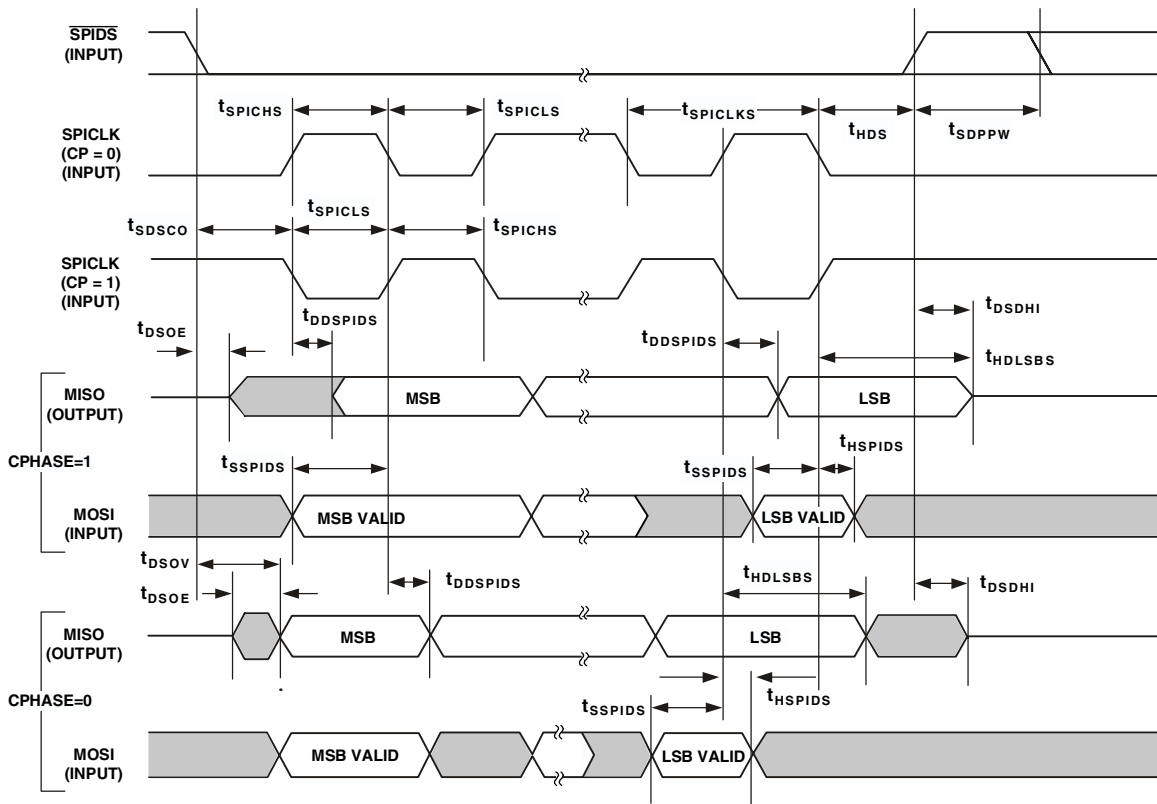 SPIDS
(INPUT)
tSPICHS
tSPICLS
tSPICLKS
tHDS
tSDPPW
SPICLK
(CP = 0)
(INPUT)
tSDSCO
tSPICLS
tSPICHS
SPICLK
(CP = 1)
(INPUT)
tDSOE
tDDSPIDS
tDDSPIDS
tDSDHI
tHDLSBS
CPHASE=1
MISO
(OUTPUT)
MSB
LSB
tSSPIDS
tSSPIDS
tHSPIDS
MOSI
(INPUT)
MSB VALID
LSB VALID
tDSOV
tDSOE
tDDSPIDS
tHDLSBS
tDSDHI
CPHASE=0
MISO
(OUTPUT)
MSB
LSB
tSSPIDS
tHSPIDS
MOSI
(INPUT)
MSB VALID
LSB VALID